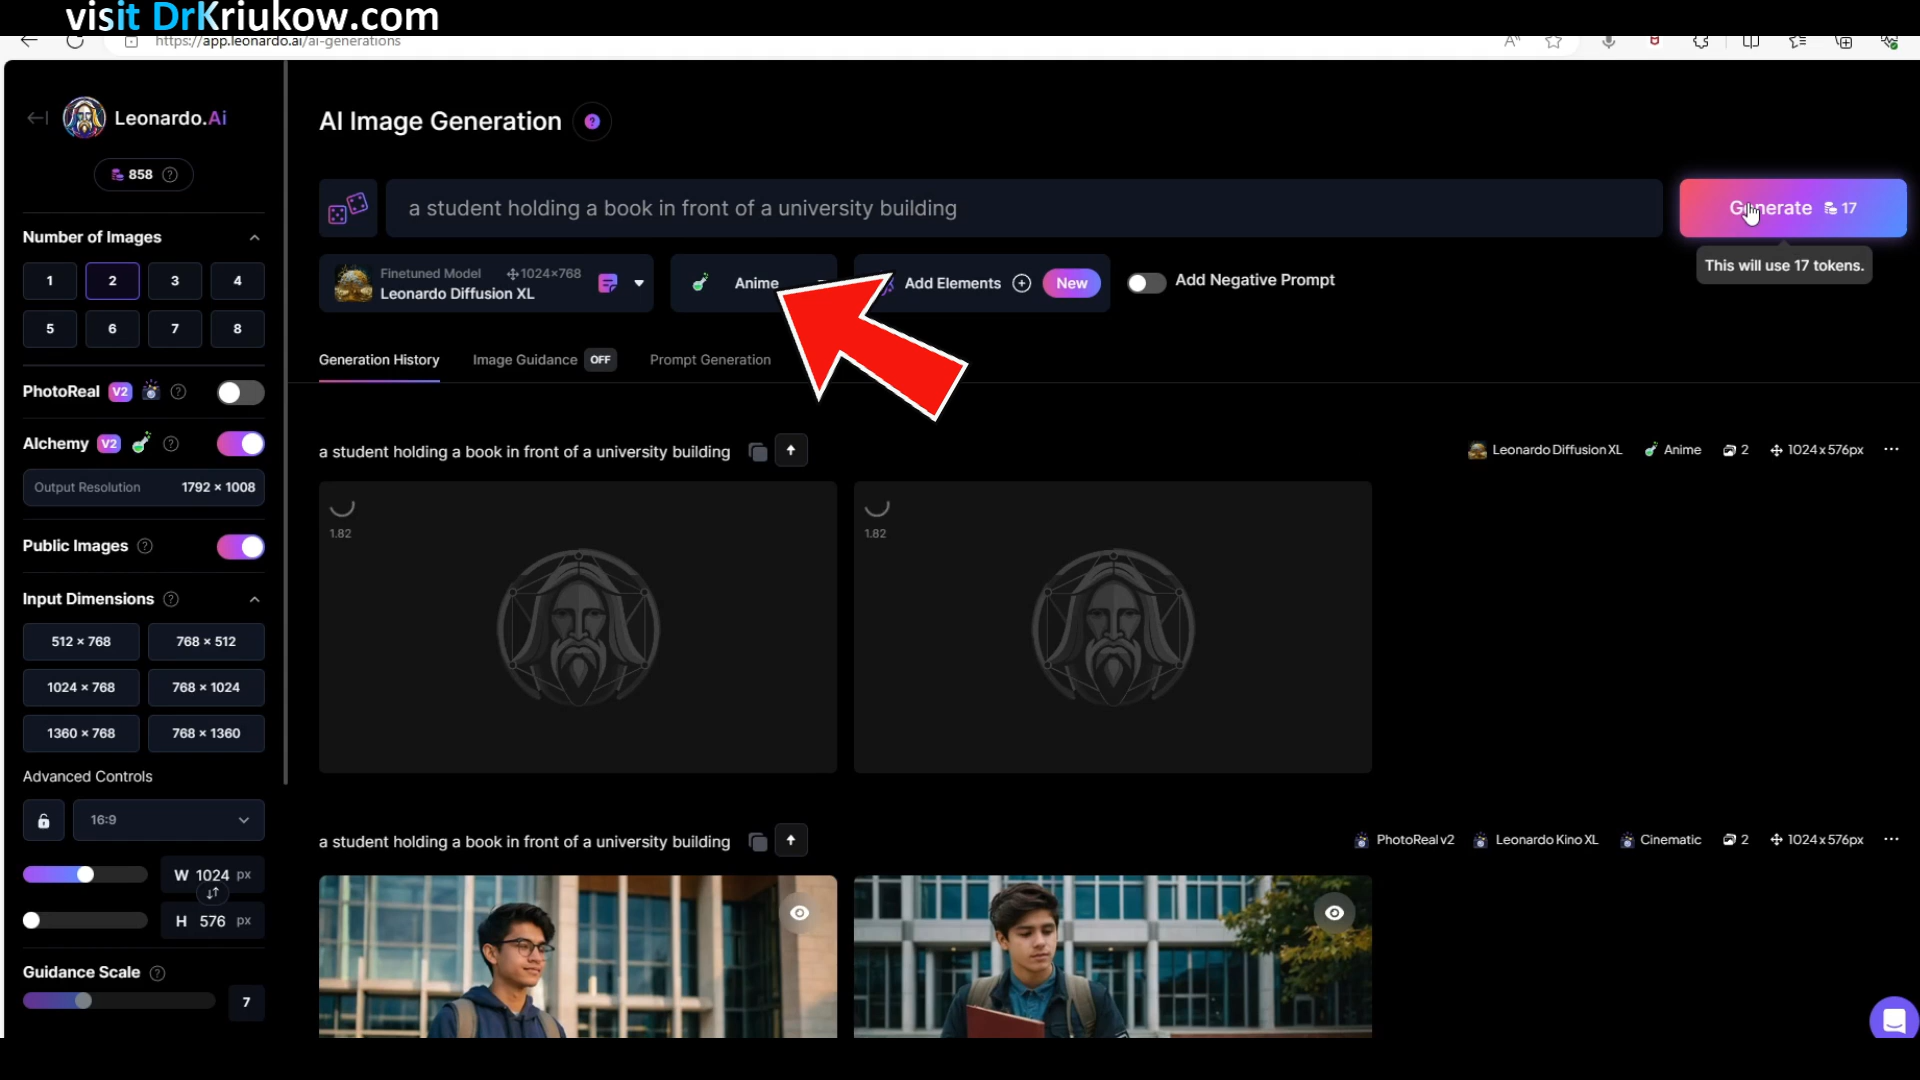 visit DrKriukow.com
https://app.leonardo.ai/ai-generations
Leonardo.Ai
858
Number of Images
1 2 3 4
5 6 7 8
PhotoReal V2
Alchemy V2
Output Resolution 1792 × 1008
Public Images
Input Dimensions
512 × 768 768 × 512
1024 × 768 768 × 1024
1360 × 768 768 × 1360
Advanced Controls
16:9
W 1024 px
H 576 px
Guidance Scale
7
AI Image Generation
a student holding a book in front of a university building
Generate 17
This will use 17 tokens.
Finetuned Model 1024×768
Leonardo Diffusion XL
Anime
Add Elements New
Add Negative Prompt
Generation History Image Guidance OFF Prompt Generation
a student holding a book in front of a university building
Leonardo Diffusion XL Anime 2 1024 x 576px
1.82 1.82
a student holding a book in front of a university building
PhotoReal v2 Leonardo Kino XL Cinematic 2 1024 x 576px